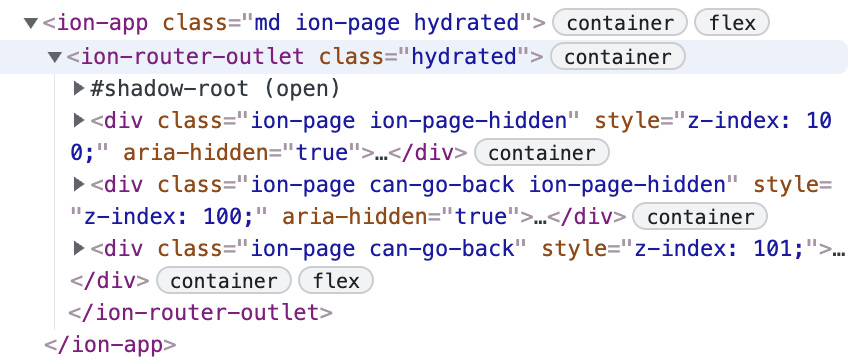 ▼<ion-app class="md ion-page hydrated"> container flex
▼<ion-router-outlet class="hydrated"> container
▶#shadow-root (open)
▶<div class="ion-page ion-page-hidden" style="z-index: 10
0;" aria-hidden="true">…</div> container
▶<div class="ion-page can-go-back ion-page-hidden" style=
"z-index: 100;" aria-hidden="true">…</div> container
▶<div class="ion-page can-go-back" style="z-index: 101;">…
</div> container flex
</ion-router-outlet>
</ion-app>